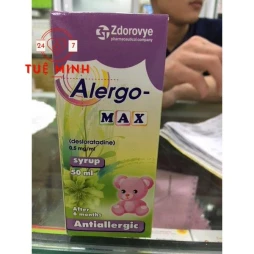 24 7
TUỆ MINH
Zdorovye
pharmaceutical company
Alergo-
MAX
(desloratadine)
0,5 mg/ml
syrup
50 ml
After
6 months
Antiallergic